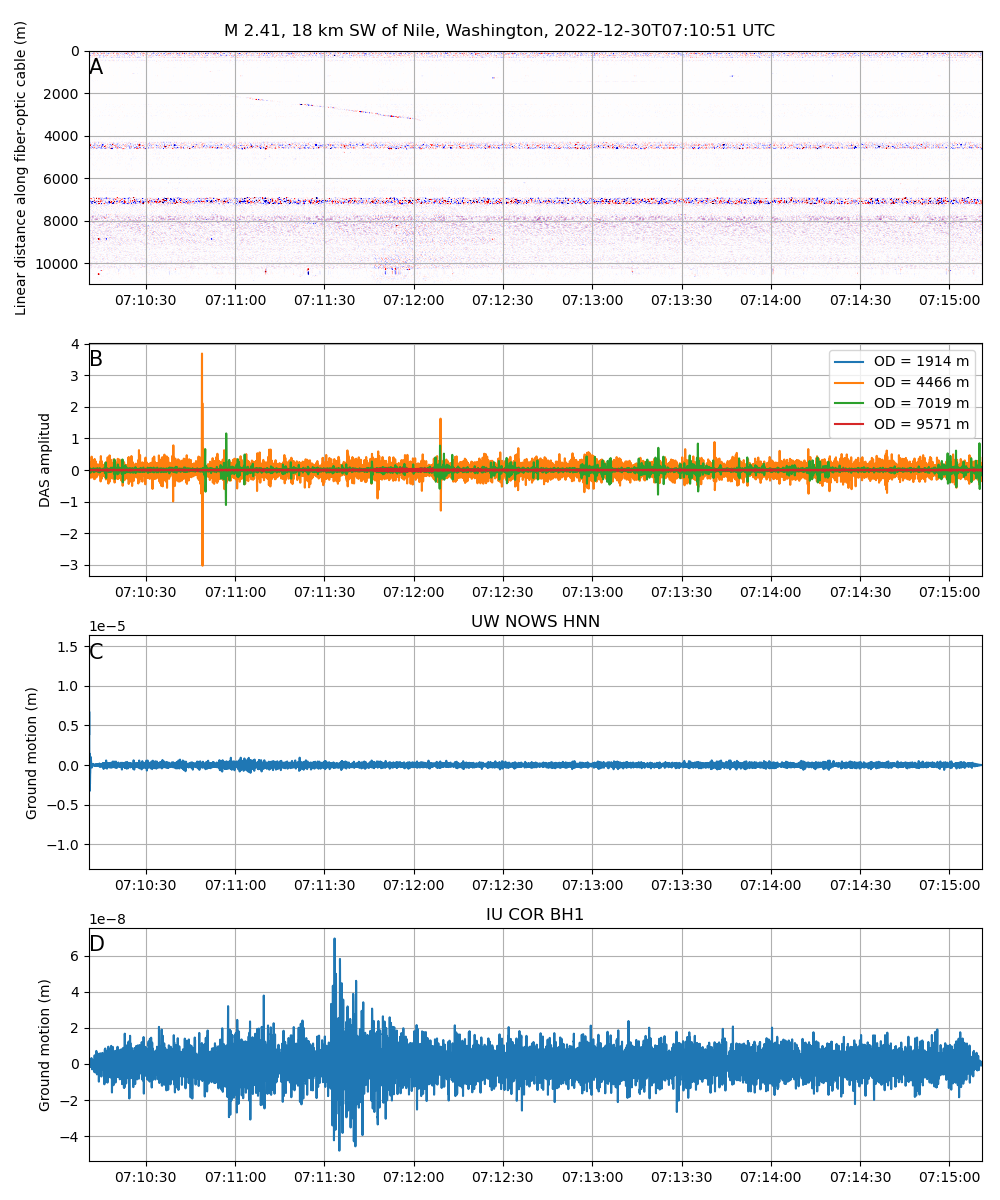 M 2.41, 18 km SW of Nile, Washington, 2022-12-30T07:10:51 UTC
A
Linear distance along fiber-optic cable (m)
0
2000
4000
6000
8000
10000
07:10:30 07:11:00 07:11:30 07:12:00 07:12:30 07:13:00 07:13:30 07:14:00 07:14:30 07:15:00
B
DAS amplitud
4
3
2
1
0
−1
−2
−3
OD = 1914 m
OD = 4466 m
OD = 7019 m
OD = 9571 m
07:10:30 07:11:00 07:11:30 07:12:00 07:12:30 07:13:00 07:13:30 07:14:00 07:14:30 07:15:00
UW NOWS HNN
1e−5
C
Ground motion (m)
1.5
1.0
0.5
0.0
−0.5
−1.0
07:10:30 07:11:00 07:11:30 07:12:00 07:12:30 07:13:00 07:13:30 07:14:00 07:14:30 07:15:00
IU COR BH1
1e−8
D
Ground motion (m)
6
4
2
0
−2
−4
07:10:30 07:11:00 07:11:30 07:12:00 07:12:30 07:13:00 07:13:30 07:14:00 07:14:30 07:15:00